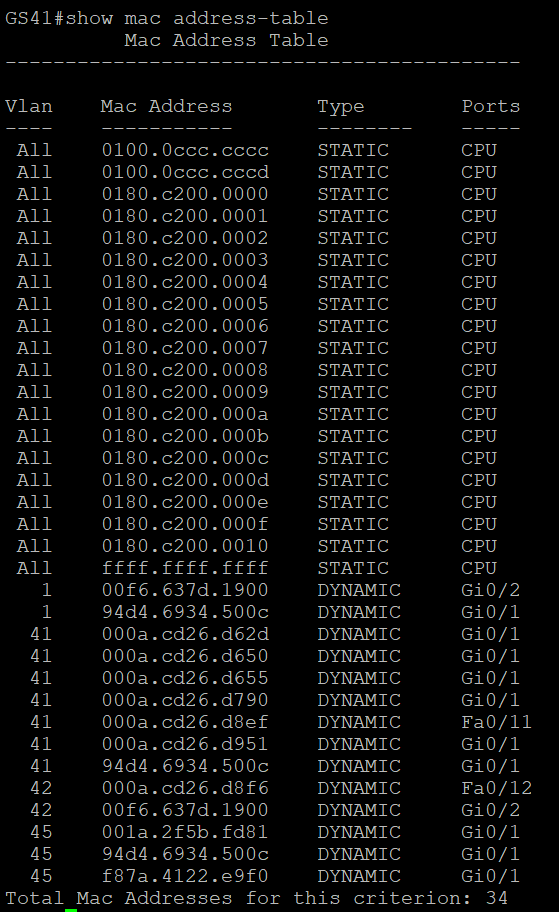 GS41#show mac address-table
Mac Address Table
-------------------------------------------
Vlan Mac Address Type Ports
---- ----------- -------- -----
All 0100.0ccc.cccc STATIC CPU
All 0100.0ccc.cccd STATIC CPU
All 0180.c200.0000 STATIC CPU
All 0180.c200.0001 STATIC CPU
All 0180.c200.0002 STATIC CPU
All 0180.c200.0003 STATIC CPU
All 0180.c200.0004 STATIC CPU
All 0180.c200.0005 STATIC CPU
All 0180.c200.0006 STATIC CPU
All 0180.c200.0007 STATIC CPU
All 0180.c200.0008 STATIC CPU
All 0180.c200.0009 STATIC CPU
All 0180.c200.000a STATIC CPU
All 0180.c200.000b STATIC CPU
All 0180.c200.000c STATIC CPU
All 0180.c200.000d STATIC CPU
All 0180.c200.000e STATIC CPU
All 0180.c200.000f STATIC CPU
All 0180.c200.0010 STATIC CPU
All ffff.ffff.ffff STATIC CPU
1 00f6.637d.1900 DYNAMIC Gi0/2
1 94d4.6934.500c DYNAMIC Gi0/1
41 000a.cd26.d62d DYNAMIC Gi0/1
41 000a.cd26.d650 DYNAMIC Gi0/1
41 000a.cd26.d655 DYNAMIC Gi0/1
41 000a.cd26.d790 DYNAMIC Gi0/1
41 000a.cd26.d8ef DYNAMIC Fa0/11
41 000a.cd26.d951 DYNAMIC Gi0/1
41 94d4.6934.500c DYNAMIC Gi0/1
42 000a.cd26.d8f6 DYNAMIC Fa0/12
42 00f6.637d.1900 DYNAMIC Gi0/2
45 001a.2f5b.fd81 DYNAMIC Gi0/1
45 94d4.6934.500c DYNAMIC Gi0/1
45 f87a.4122.e9f0 DYNAMIC Gi0/1
Total Mac Addresses for this criterion: 34